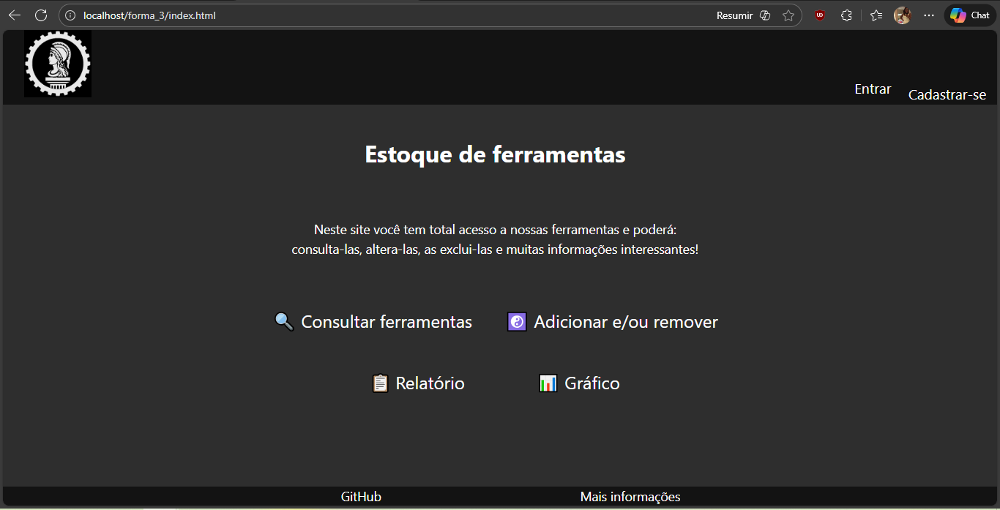 localhost/forma_3/index.html
Resumir
Chat
Entrar
Cadastrar-se
Estoque de ferramentas
Neste site você tem total acesso a nossas ferramentas e poderá:
consulta-las, altera-las, as exclui-las e muitas informações interessantes!
Consultar ferramentas
Adicionar e/ou remover
Relatório
Gráfico
GitHub
Mais informações